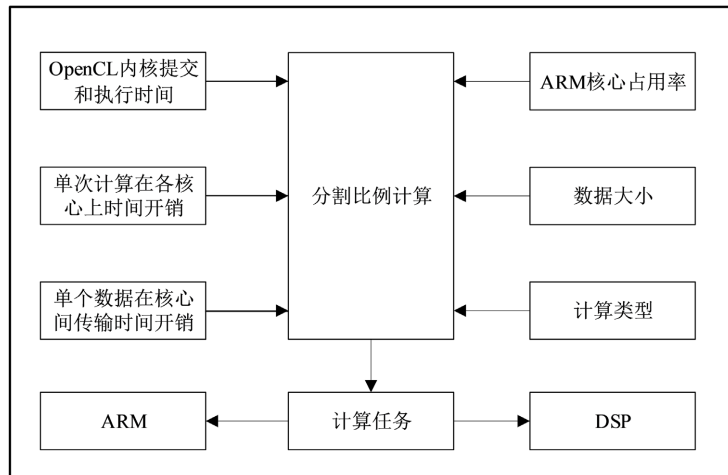 OpenCL内核提交
和执行时间
ARM核心占用率
单次计算在各核
心上时间开销
分割比例计算
数据大小
单个数据在核心
间传输时间开销
计算类型
ARM
计算任务
DSP